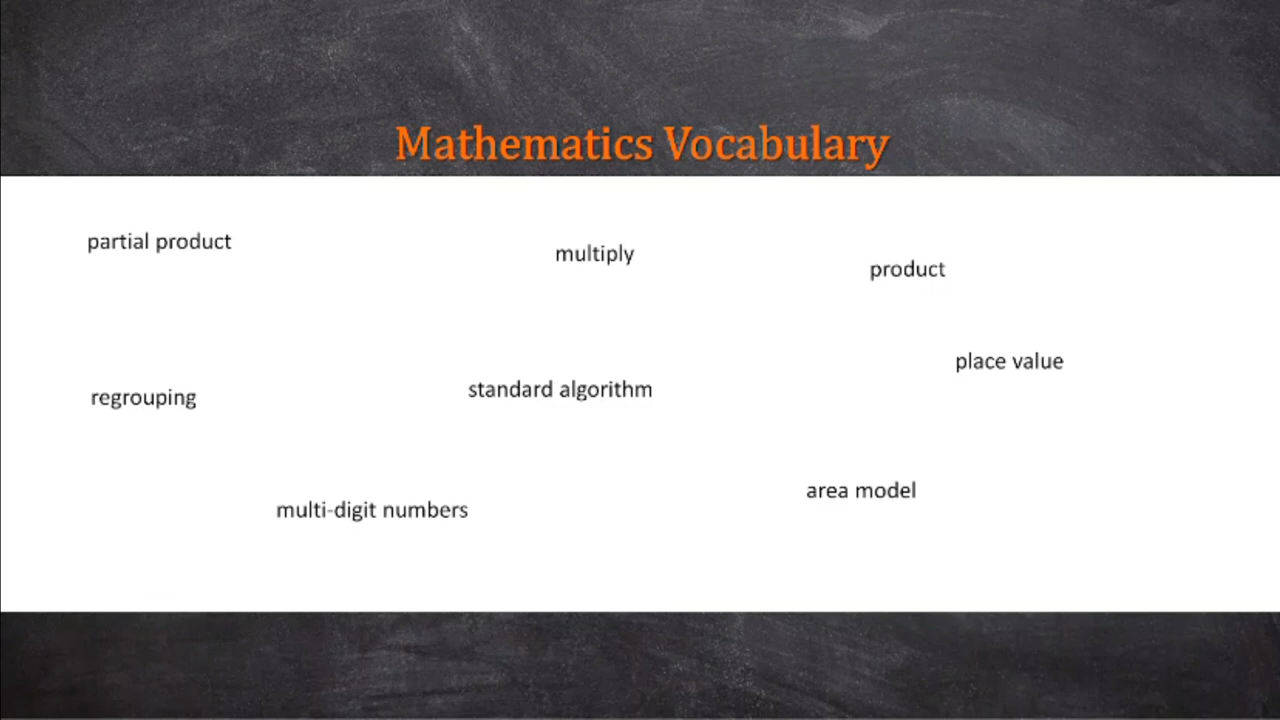 Mathematics Vocabulary
partial product
multiply
product
place value
regrouping
standard algorithm
area model
multi-digit numbers